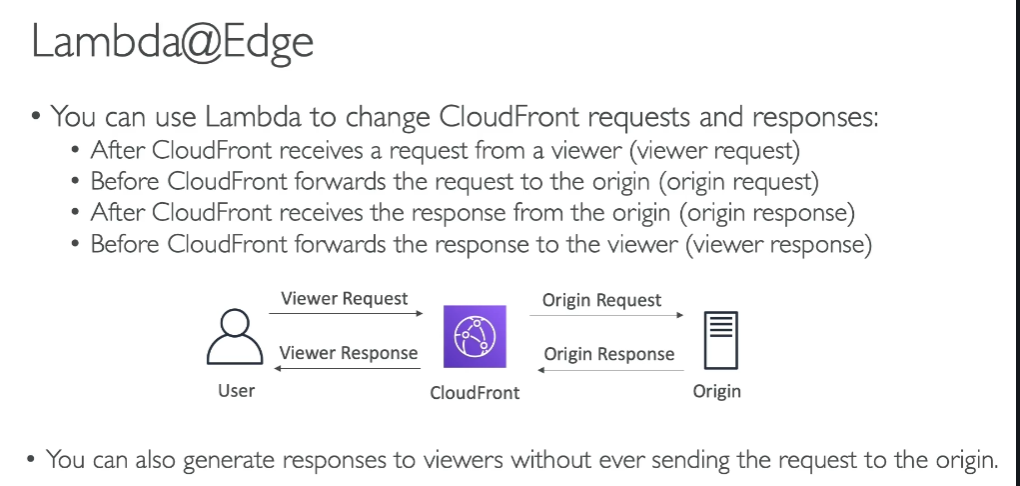 Lambda@Edge
• You can use Lambda to change CloudFront requests and responses:
• After CloudFront receives a request from a viewer (viewer request)
• Before CloudFront forwards the request to the origin (origin request)
• After CloudFront receives the response from the origin (origin response)
• Before CloudFront forwards the response to the viewer (viewer response)
Viewer Request
Origin Request
Viewer Response
Origin Response
User
CloudFront
Origin
• You can also generate responses to viewers without ever sending the request to the origin.